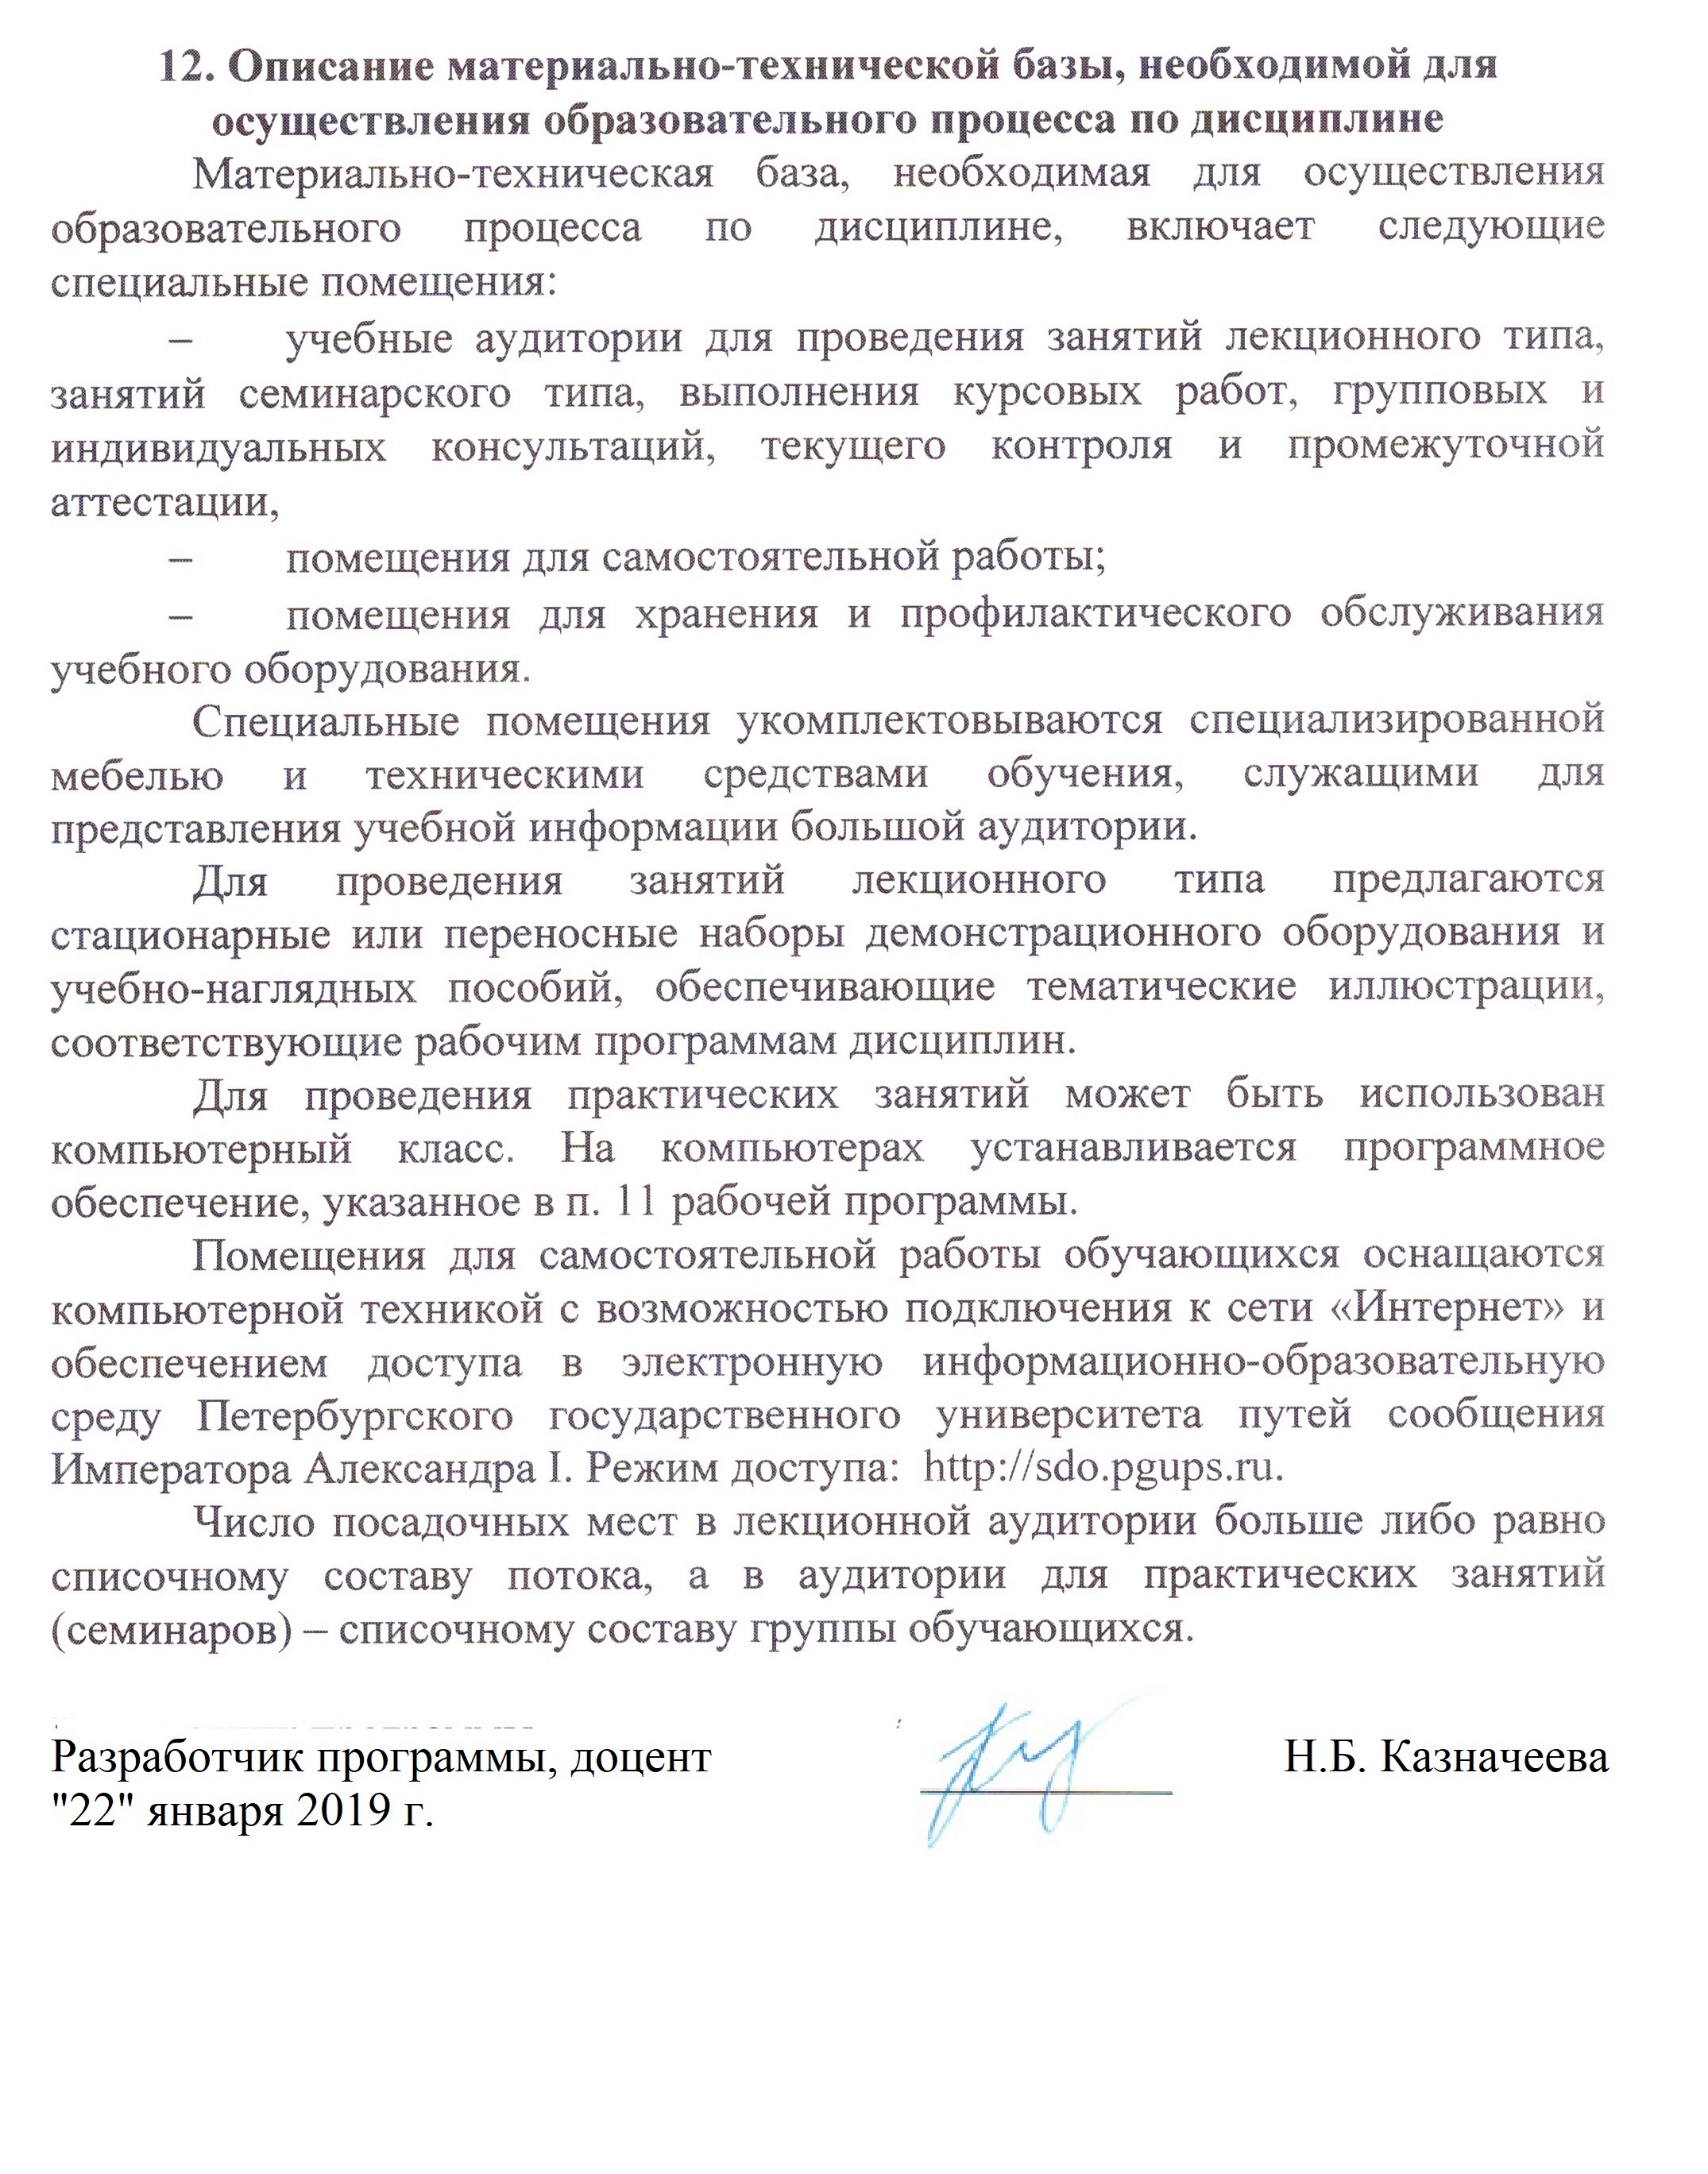 12. Описание материально-технической базы, необходимой для
осуществления образовательного процесса по дисциплине
Материально-техническая база, необходимая для осуществления
образовательного процесса по дисциплине, включает следующие
специальные помещения:
– учебные аудитории для проведения занятий лекционного типа,
занятий семинарского типа, выполнения курсовых работ, групповых и
индивидуальных консультаций, текущего контроля и промежуточной
аттестации,
– помещения для самостоятельной работы;
– помещения для хранения и профилактического обслуживания
учебного оборудования.
Специальные помещения укомплектовываются специализированной
мебелью и техническими средствами обучения, служащими для
представления учебной информации большой аудитории.
Для проведения занятий лекционного типа предлагаются
стационарные или переносные наборы демонстрационного оборудования и
учебно-наглядных пособий, обеспечивающие тематические иллюстрации,
соответствующие рабочим программам дисциплин.
Для проведения практических занятий может быть использован
компьютерный класс. На компьютерах устанавливается программное
обеспечение, указанное в п. 11 рабочей программы.
Помещения для самостоятельной работы обучающихся оснащаются
компьютерной техникой с возможностью подключения к сети «Интернет» и
обеспечением доступа в электронную информационно-образовательную
среду Петербургского государственного университета путей сообщения
Императора Александра I. Режим доступа: http://sdo.pgups.ru.
Число посадочных мест в лекционной аудитории больше либо равно
списочному составу потока, а в аудитории для практических занятий
(семинаров) – списочному составу группы обучающихся.
Разработчик программы, доцент Н.Б. Казначеева
"22" января 2019 г.